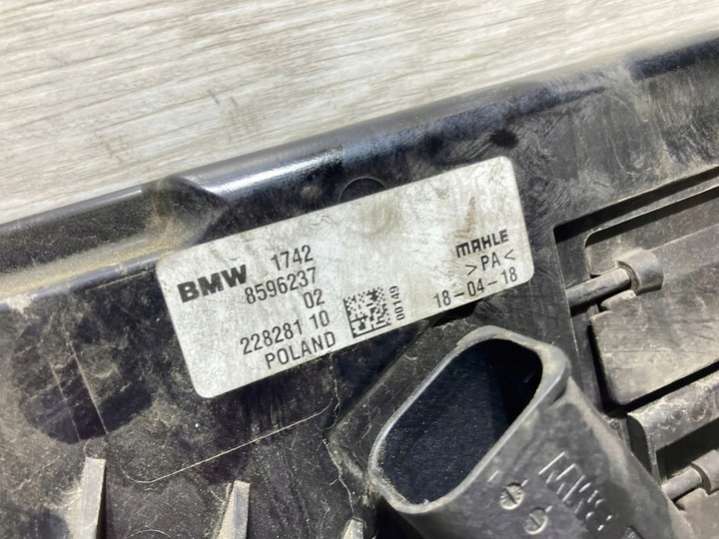 BMW 1742
8596237
02
228281 10
POLAND
00149
MAHLE
>PA<
18-04-18